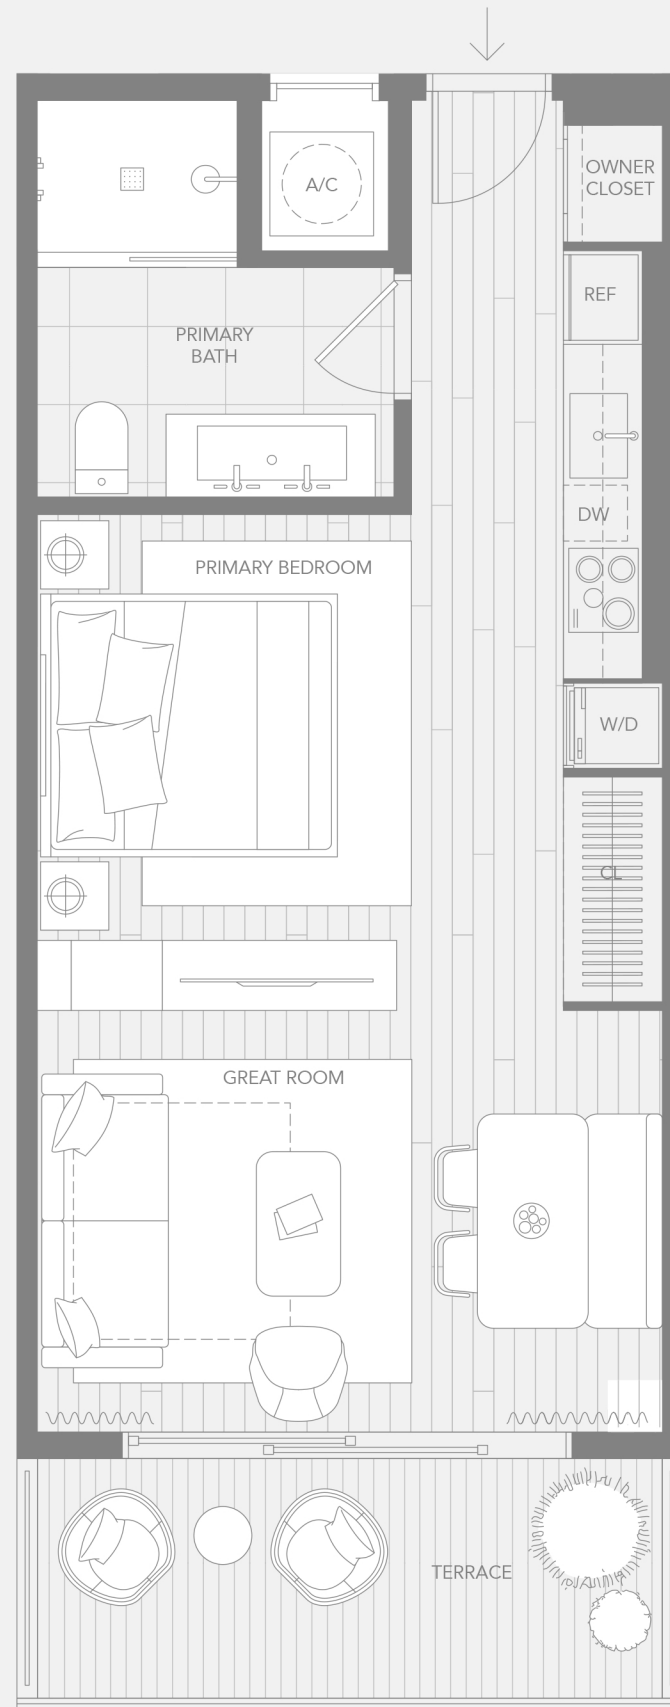 A/C
OWNER
CLOSET
REF
PRIMARY
BATH
DW
PRIMARY BEDROOM
W/D
CL
GREAT ROOM
TERRACE